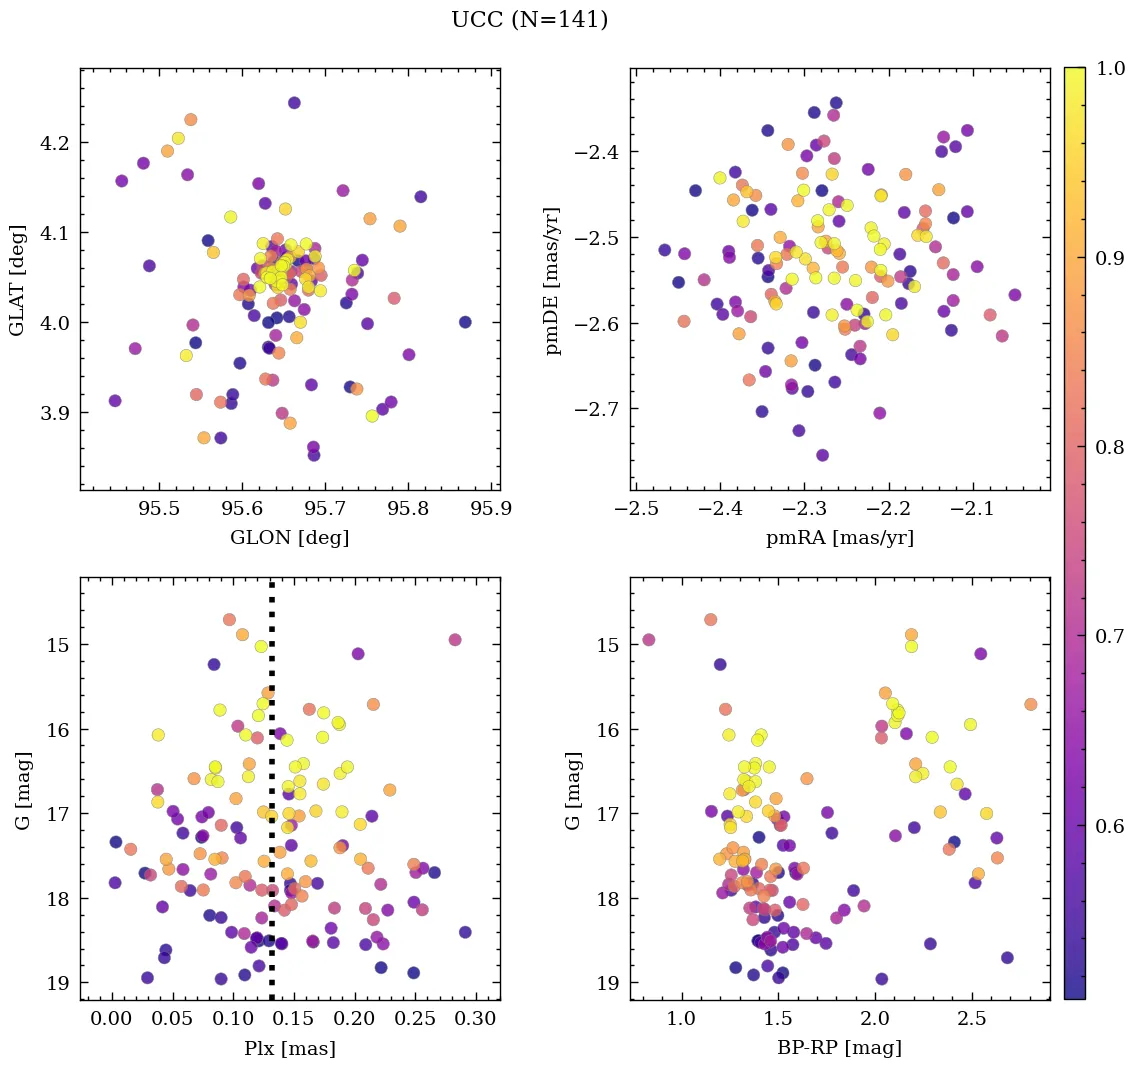 UCC (N=141)
4.2
4.1
4.0
3.9
GLAT [deg]
95.5 95.6 95.7 95.8 95.9
GLON [deg]
−2.4
−2.5
−2.6
−2.7
pmDE [mas/yr]
−2.5 −2.4 −2.3 −2.2 −2.1
pmRA [mas/yr]
1.0
0.9
0.8
0.7
0.6
15
16
17
18
19
G [mag]
0.00 0.05 0.10 0.15 0.20 0.25 0.30
Plx [mas]
15
16
17
18
19
G [mag]
1.0 1.5 2.0 2.5
BP-RP [mag]